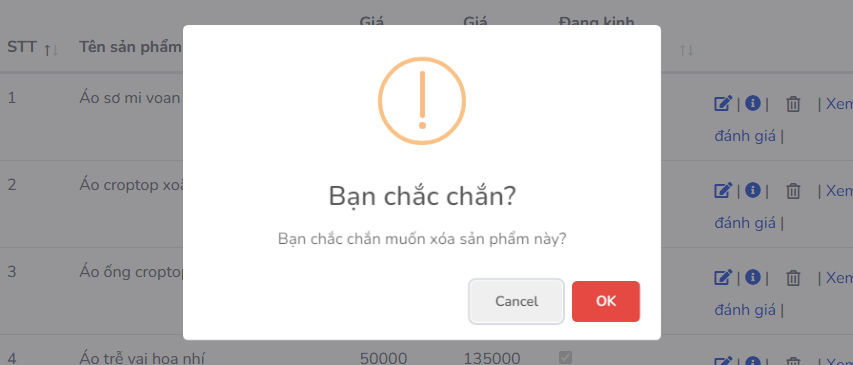 Giá Giá Đang kinh
STT Tên sản phẩm
1 Áo sơ mi voan | | | Xem
đánh giá |
2 Áo croptop | | | Xem
đánh giá |
3 Áo ống croptop | | | Xem
đánh giá |
4 Áo trễ vai hoa nhí 50000 135000 | | | Xem
Bạn chắc chắn?
Bạn chắc chắn muốn xóa sản phẩm này?
Cancel OK